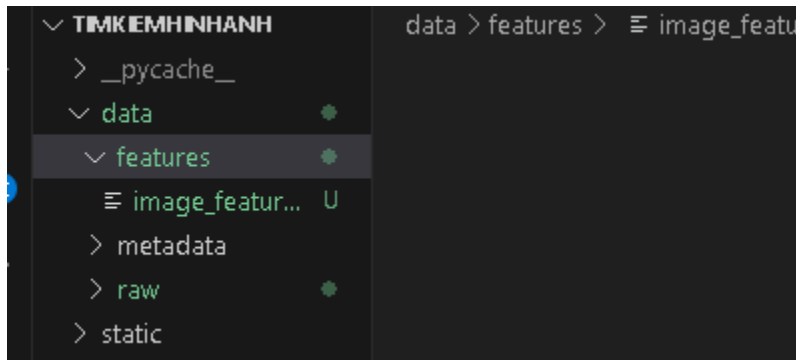 TIMKIEMHINHANH
data > features > image_featu
__pycache__
data
features
image_featur... U
metadata
raw
static